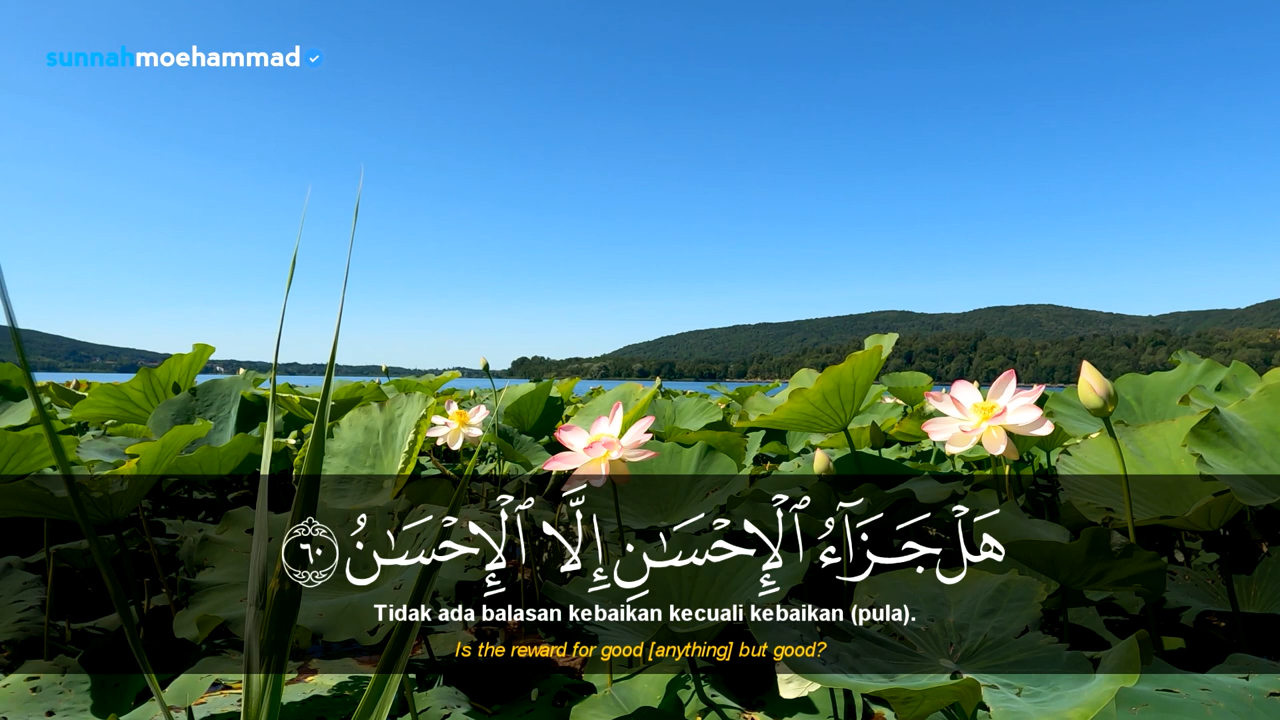 sunnahmoehammad
هَلْ جَزَآءُ ٱلْإِحْسَـٰنِ إِلَّا ٱلْإِحْسَـٰنُ ٦٠
Tidak ada balasan kebaikan kecuali kebaikan (pula).
Is the reward for good [anything] but good?